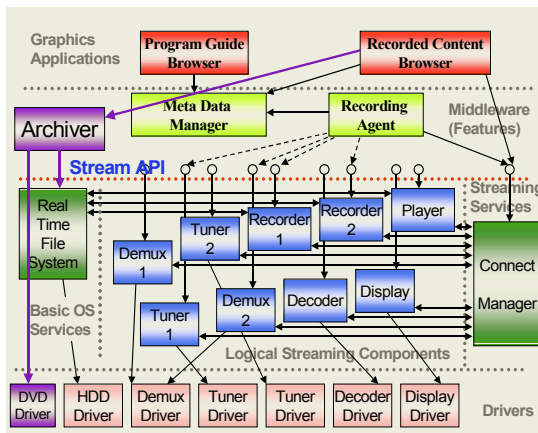 Graphics
Applications
Program Guide
Browser
Recorded Content
Browser
Meta Data
Manager
Recording
Agent
Middleware
(Features)
Archiver
Stream API
Streaming
Services
Real
Time
File
System
Tuner
2
Recorder
1
Recorder
2
Player
Demux
1
Connect
Manager
Tuner
1
Demux
2
Decoder
Display
Basic OS
Services
Logical Streaming Components
DVD
Driver
HDD
Driver
Demux
Driver
Tuner
Driver
Tuner
Driver
Decoder
Driver
Display
Driver
Drivers